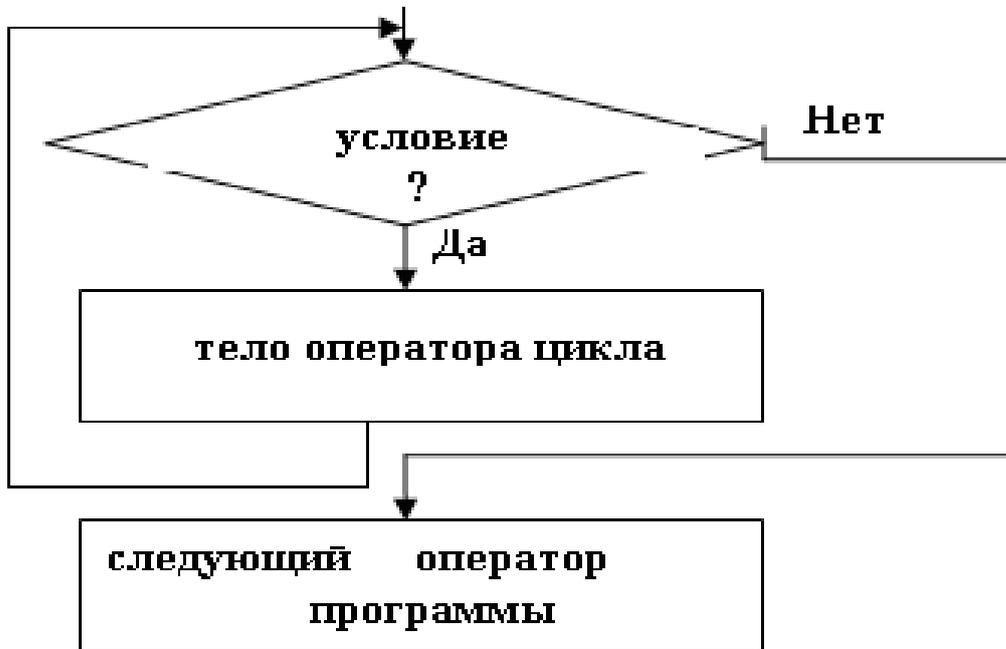 условие
?
Нет
Да
тело оператора цикла
следующий оператор
программы